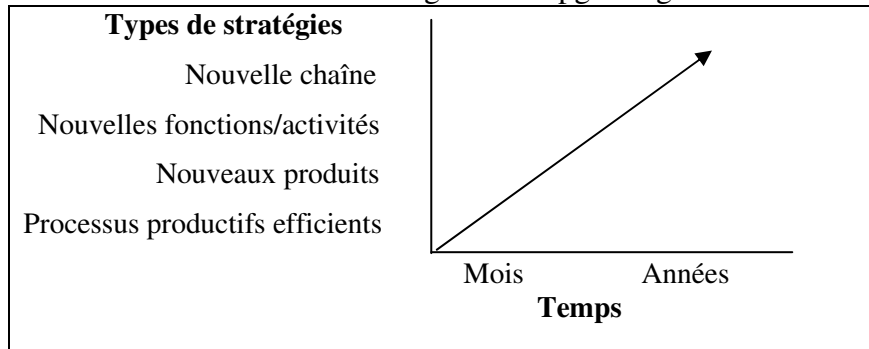 Types de stratégies
Nouvelle chaîne
Nouvelles fonctions/activités
Nouveaux produits
Processus productifs efficients
Mois Années
Temps